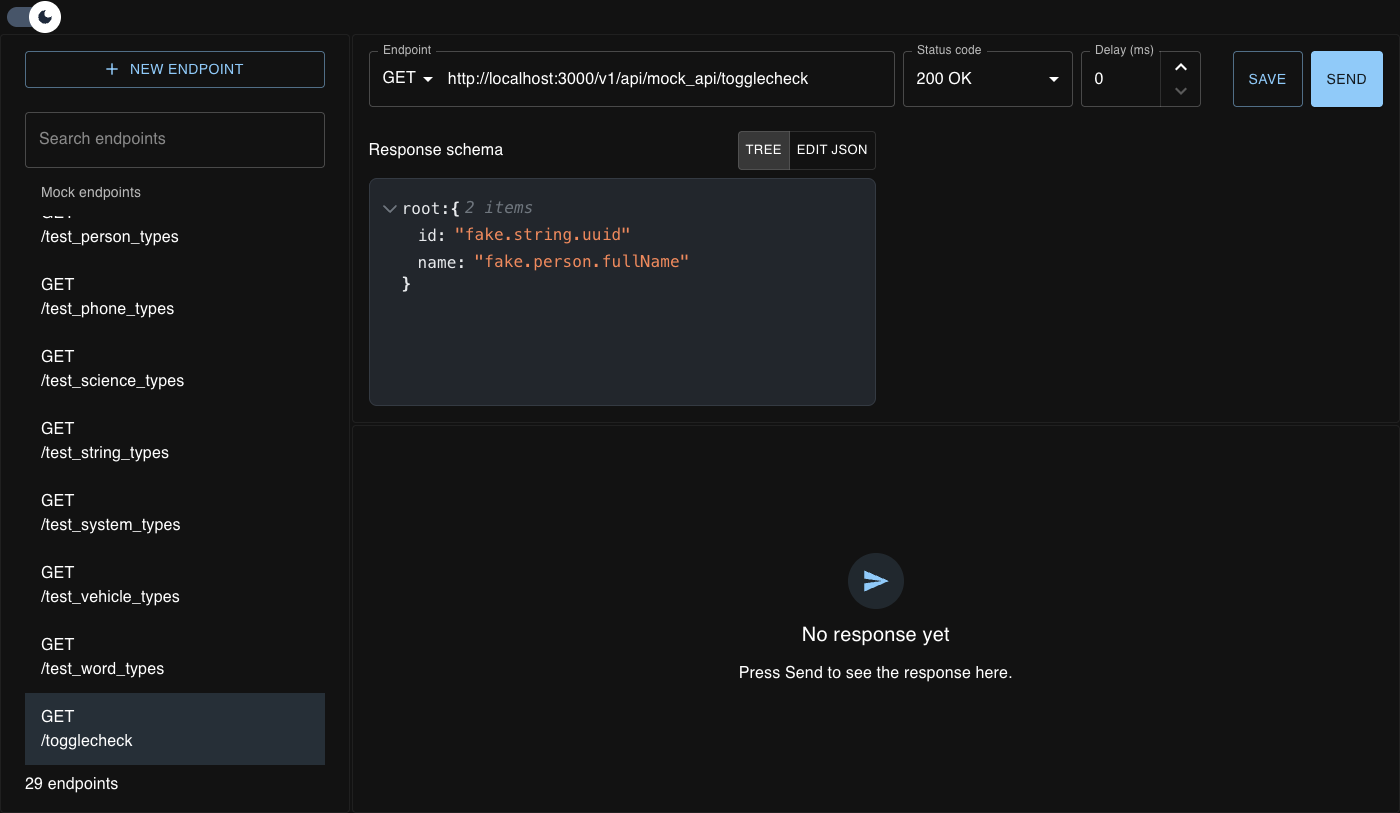 NEW ENDPOINT
Search endpoints
Mock endpoints
/test_person_types
GET
/test_phone_types
GET
/test_science_types
GET
/test_string_types
GET
/test_system_types
GET
/test_vehicle_types
GET
/test_word_types
GET
/togglecheck
29 endpoints
Endpoint
GET http://localhost:3000/v1/api/mock_api/togglecheck
Status code
200 OK
Delay (ms)
0
SAVE
SEND
Response schema
TREE
EDIT JSON
root:{ 2 items
id: "fake.string.uuid"
name: "fake.person.fullName"
}
No response yet
Press Send to see the response here.